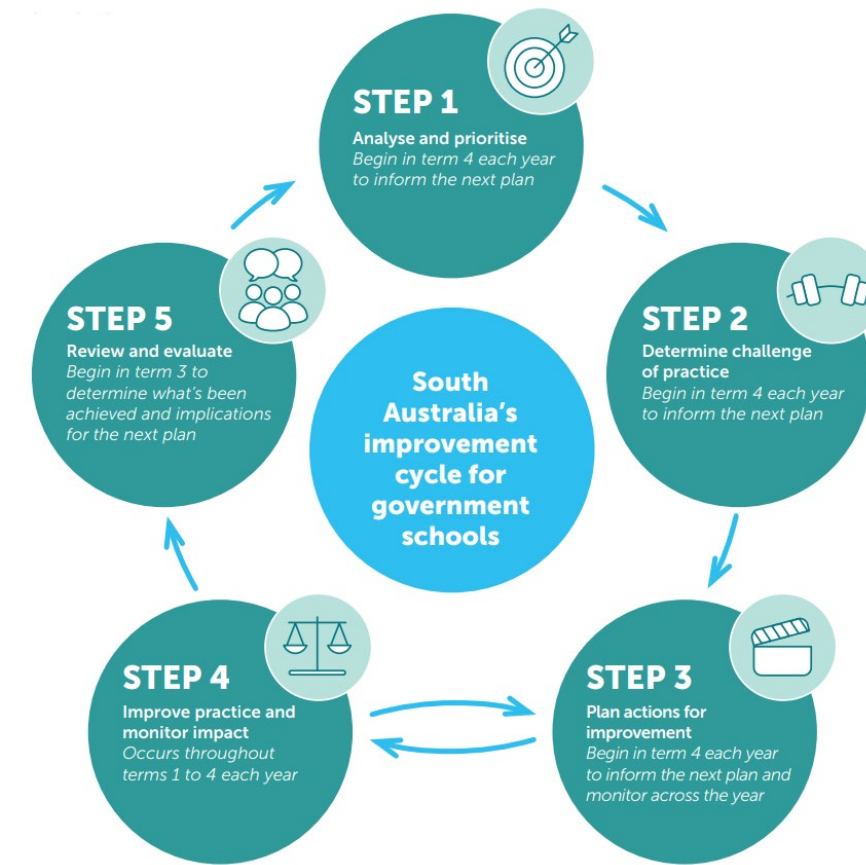 STEP 1
Analyse and prioritise
Begin in term 4 each year
to inform the next plan
STEP 2
Determine challenge
of practice
Begin in term 4 each year
to inform the next plan
STEP 3
Plan actions for
improvement
Begin in term 4 each year
to inform the next plan and
monitor across the year
STEP 4
Improve practice and
monitor impact
Occurs throughout
terms 1 to 4 each year
STEP 5
Review and evaluate
Begin in term 3 to
determine what's been
achieved and implications
for the next plan
South
Australia's
improvement
cycle for
government
schools